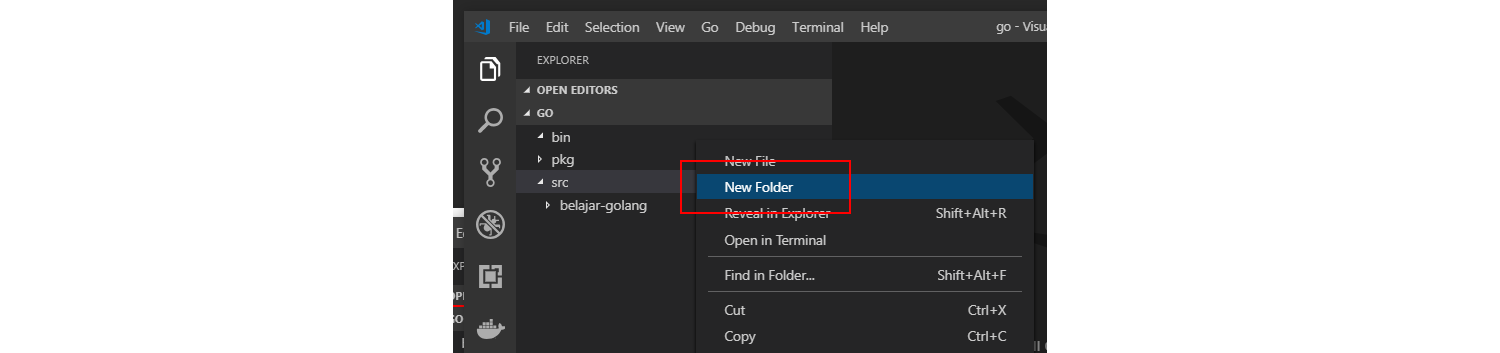 File Edit Selection View Go Debug Terminal Help go - Visu
EXPLORER
OPEN EDITORS
GO
bin
pkg
src
belajar-golang
New File
New Folder
Reveal in Explorer Shift+Alt+R
Open in Terminal
Find in Folder... Shift+Alt+F
Cut Ctrl+X
Copy Ctrl+C
GO